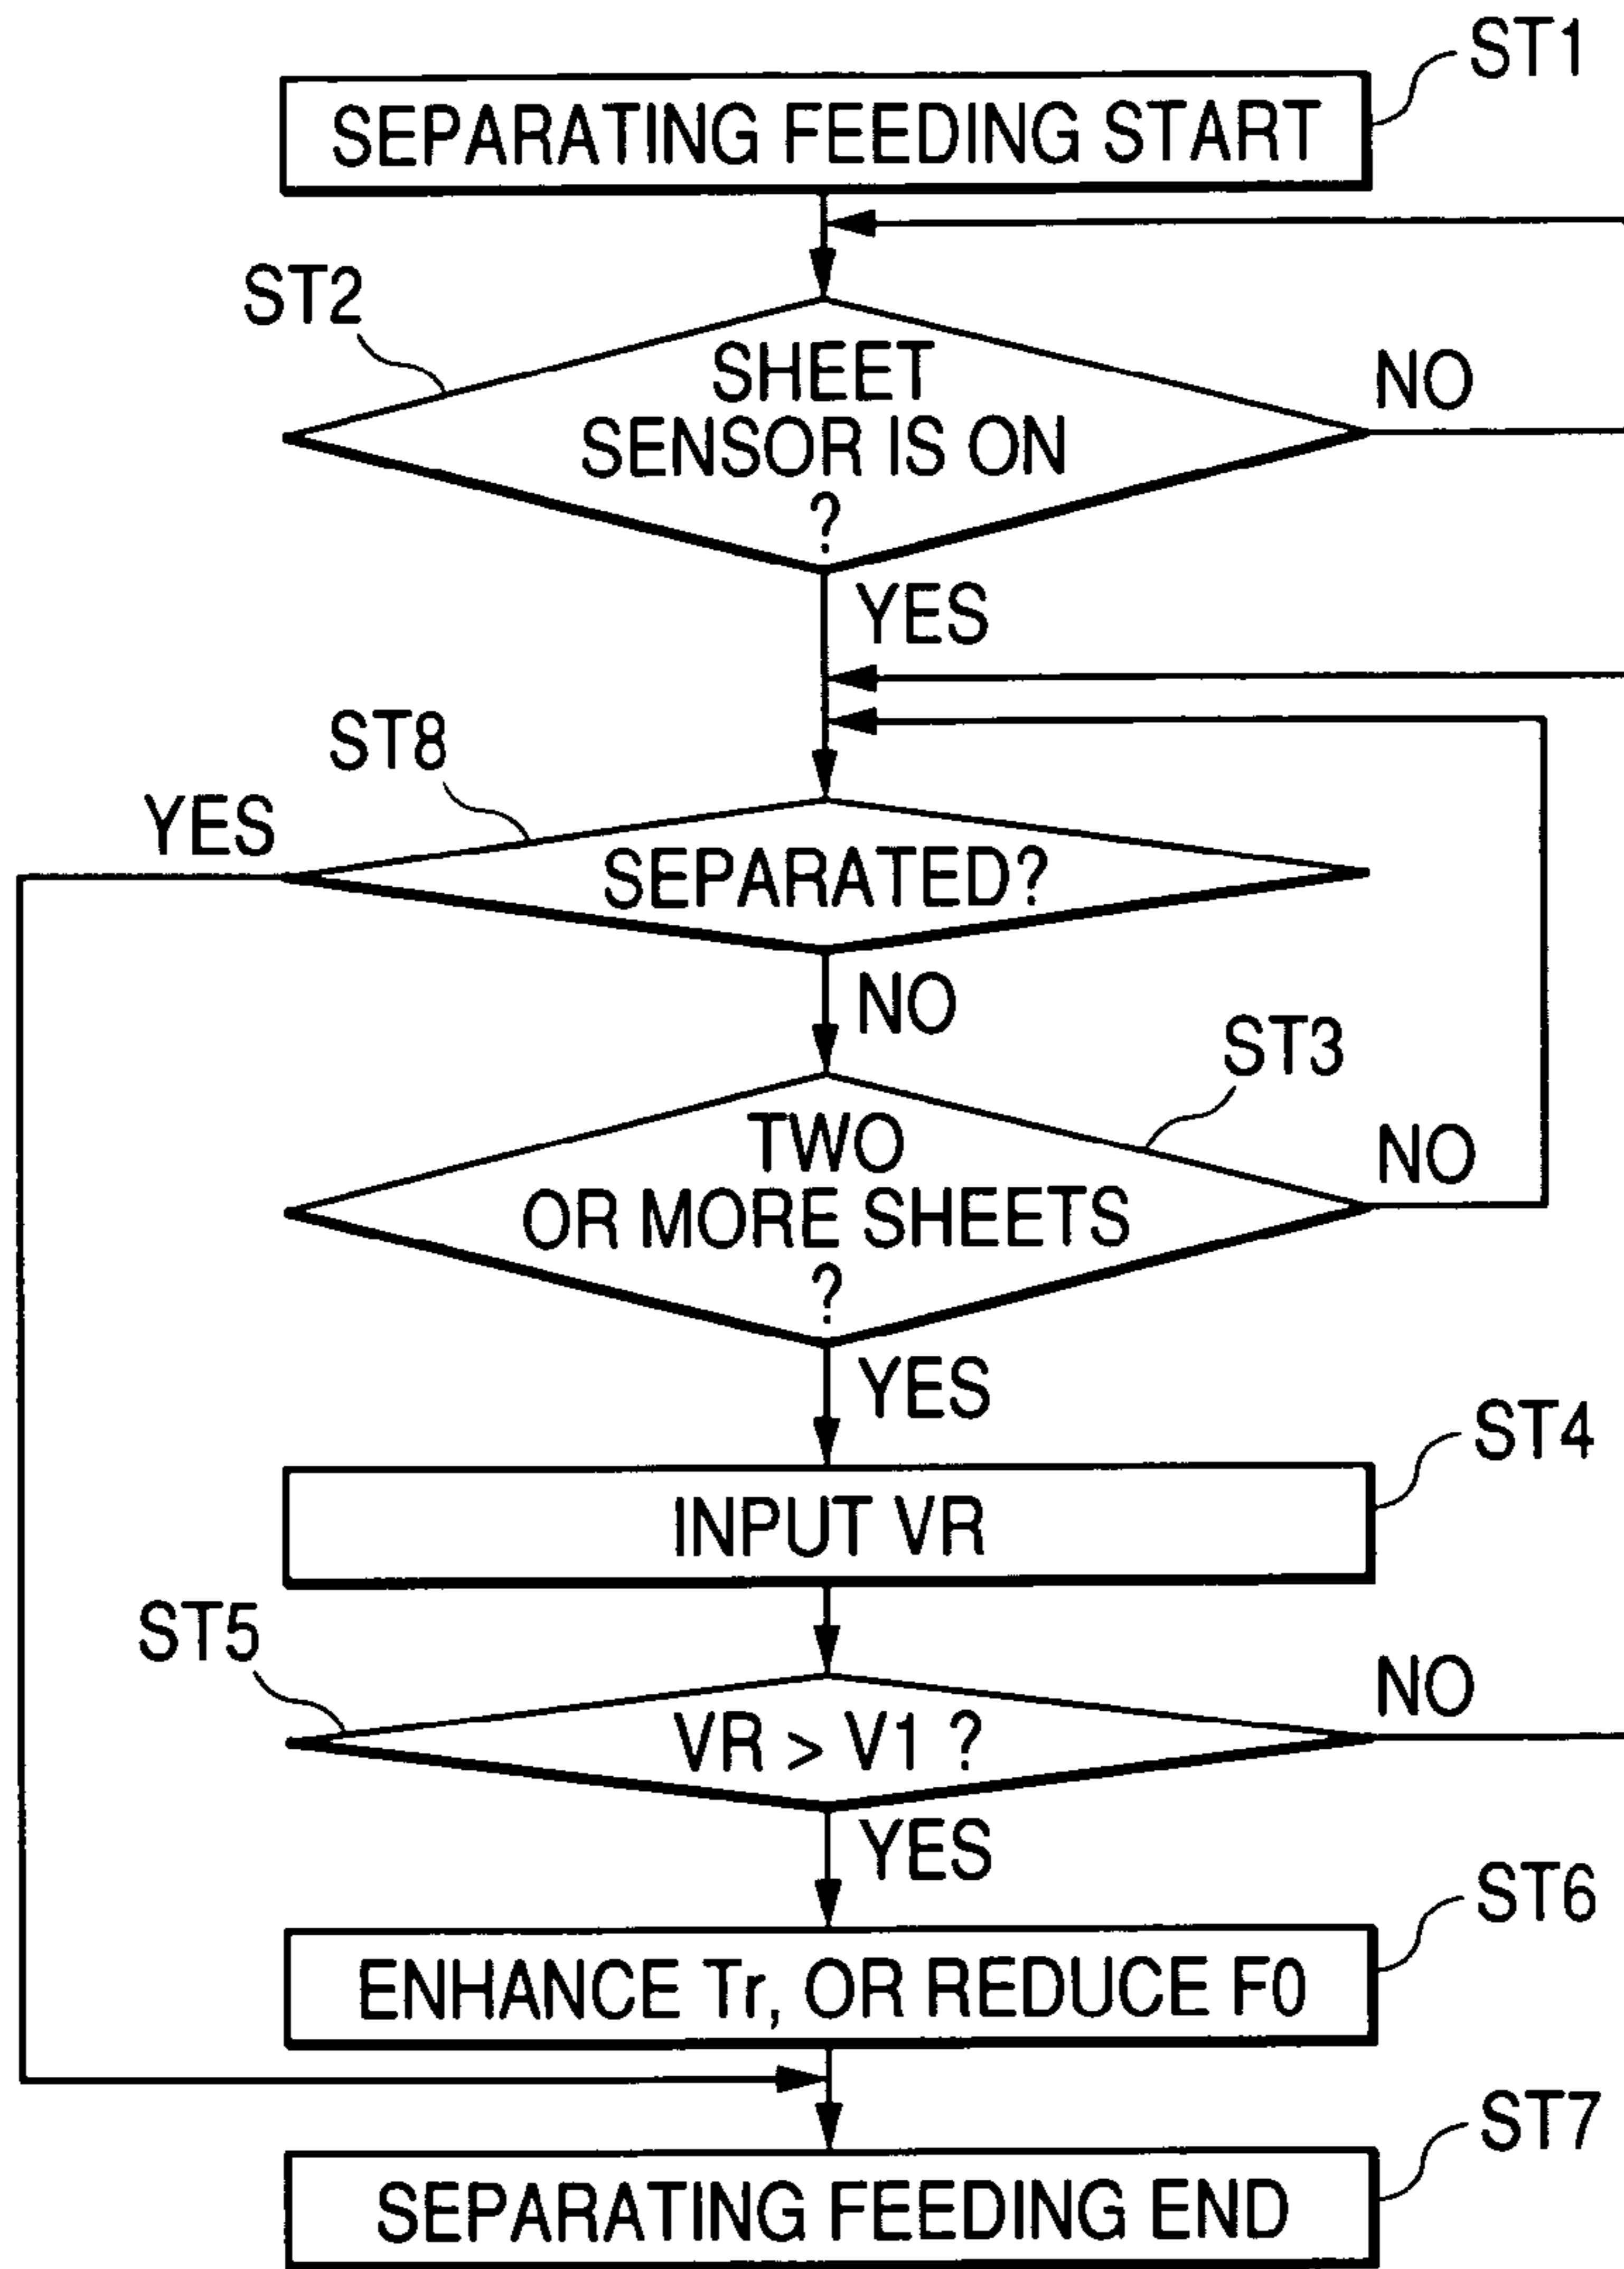 ST1
SEPARATING FEEDING START
ST2
SHEET
SENSOR IS ON
?
NO
YES
ST8
YES
SEPARATED?
NO
ST3
TWO
OR MORE SHEETS
?
NO
YES
ST4
INPUT VR
ST5
VR > V1 ?
NO
YES
ST6
ENHANCE Tr, OR REDUCE F0
ST7
SEPARATING FEEDING END